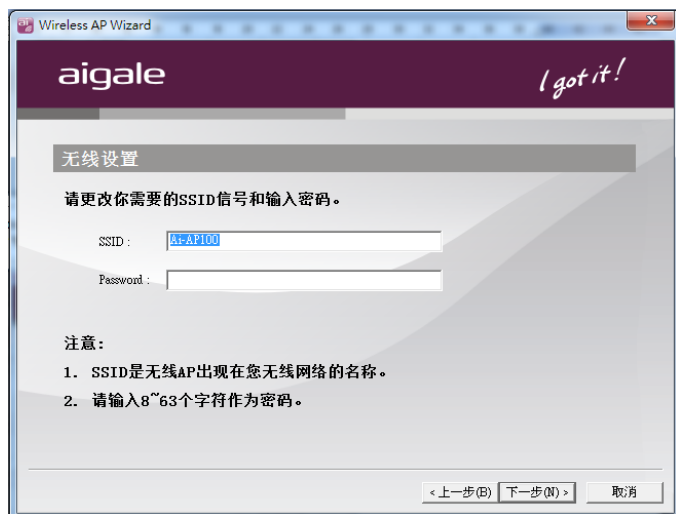 Wireless AP Wizard
aigale
I got it!
无线设置
请更改你需要的SSID信号和输入密码。
SSID :
Ai-AP100
Password :
注意:
1. SSID是无线AP出现在您无线网络的名称。
2. 请输入8~63个字符作为密码。
<上一步(B)
下一步(N)>
取消